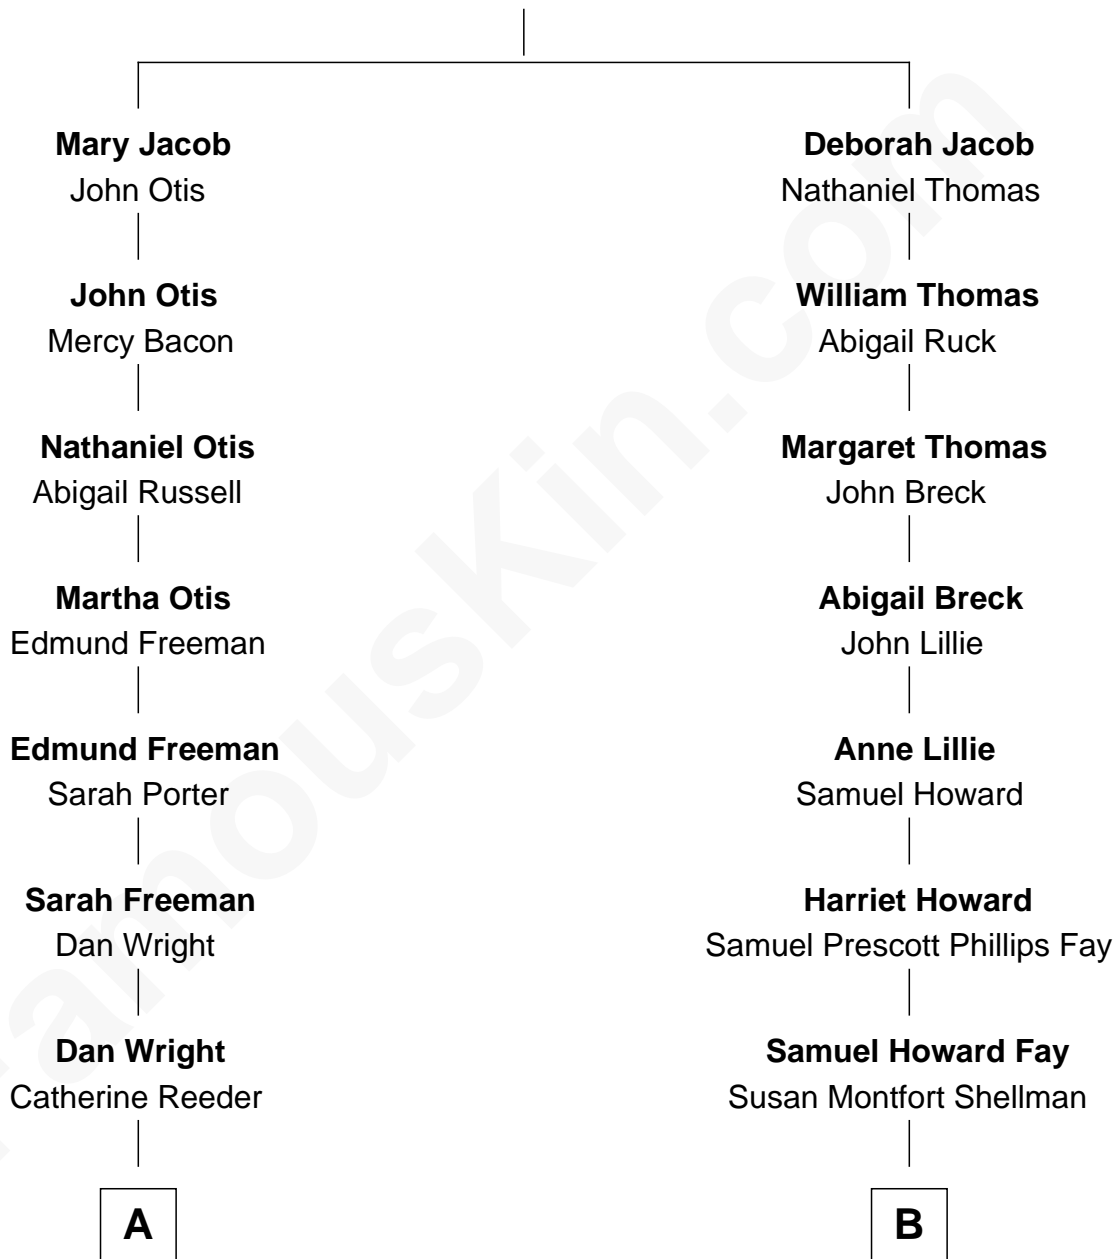 Mary Jacob
John Otis
John Otis
Mercy Bacon
Nathaniel Otis
Abigail Russell
Martha Otis
Edmund Freeman
Edmund Freeman
Sarah Porter
Sarah Freeman
Dan Wright
Dan Wright
Catherine Reeder
A
Deborah Jacob
Nathaniel Thomas
William Thomas
Abigail Ruck
Margaret Thomas
John Breck
Abigail Breck
John Lillie
Anne Lillie
Samuel Howard
Harriet Howard
Samuel Prescott Phillips Fay
Samuel Howard Fay
Susan Montfort Shellman
B
FamousKin.com